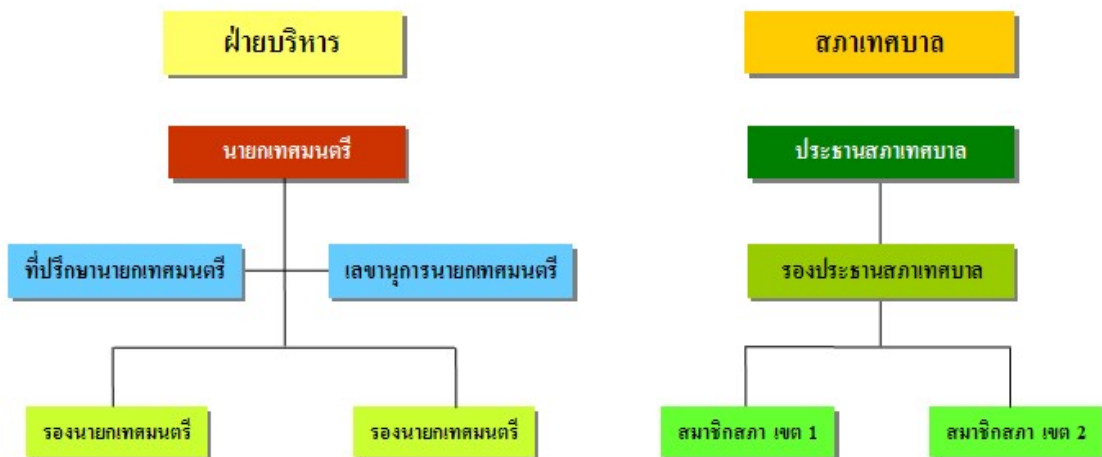 ฝ่ายบริหาร
สภาเทศบาล
นายกเทศมนตรี
ประธานสภาเทศบาล
ที่ปรึกษานายกเทศมนตรี
เลขานุการนายกเทศมนตรี
รองประธานสภาเทศบาล
รองนายกเทศมนตรี
รองนายกเทศมนตรี
สมาชิกสภา เขต 1
สมาชิกสภา เขต 2